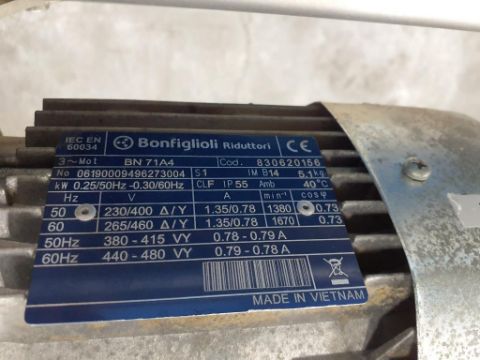 IEC EN 60034
Bonfiglioli Riduttori
CE
3~Mot BN 71A4 Cod. 830620156
No 06190009496273004 S1 IM B14 5.1kg
kW 0.25/50Hz -0.30/60Hz CLF IP 55 Amb 40°C
Hz V A min⁻¹ cosφ
50 230/400 Δ/Y 1.35/0.78 1380 0.73
60 265/460 Δ/Y 1.35/0.78 1670 0.73
50Hz 380 - 415 VY 0.78 - 0.79 A
60Hz 440 - 480 VY 0.79 - 0.78 A
MADE IN VIETNAM